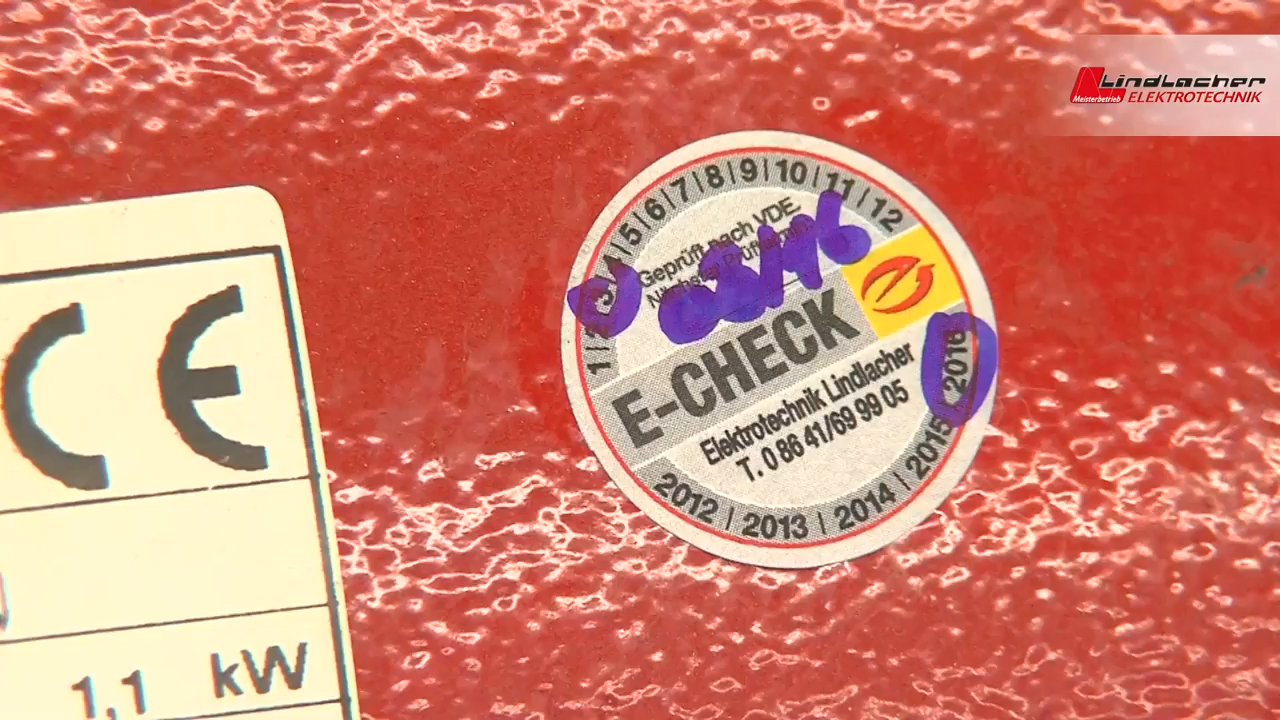 LINDLACHER
Meisterbetrieb ELEKTROTECHNIK
1 | 2 | 3 | 4 | 5 | 6 | 7 | 8 | 9 | 10 | 11 | 12
Geprüft nach VDE.
Nächster
03/16
E-CHECK
Elektrotechnik Lindlacher
T. 0 86 41/69 99 05
2012 | 2013 | 2014 | 2015 | 2016
CE
1,1 kW